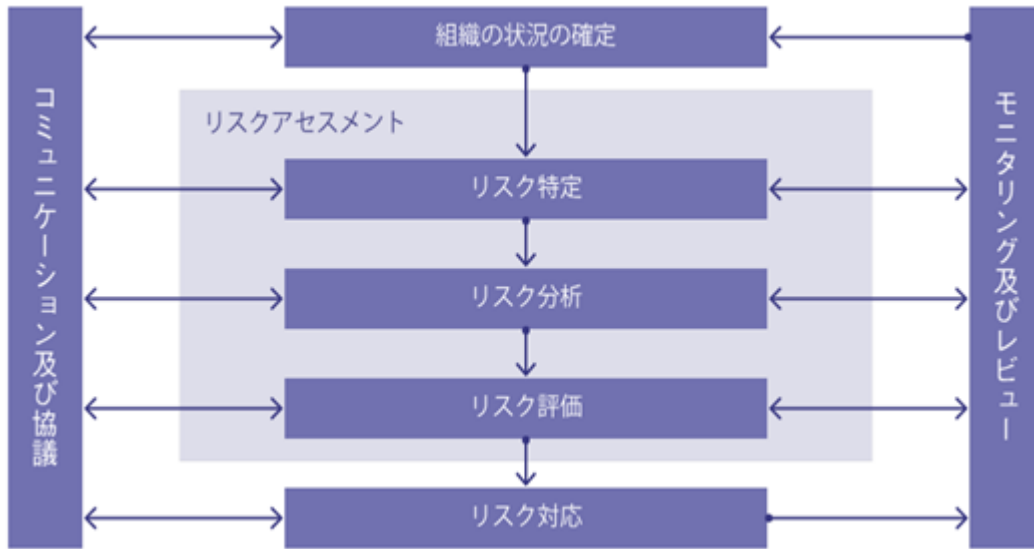 組織の状況の確定
コミュニケーション及び協議
リスクアセスメント
リスク特定
リスク分析
リスク評価
リスク対応
モニタリング及びレビュー